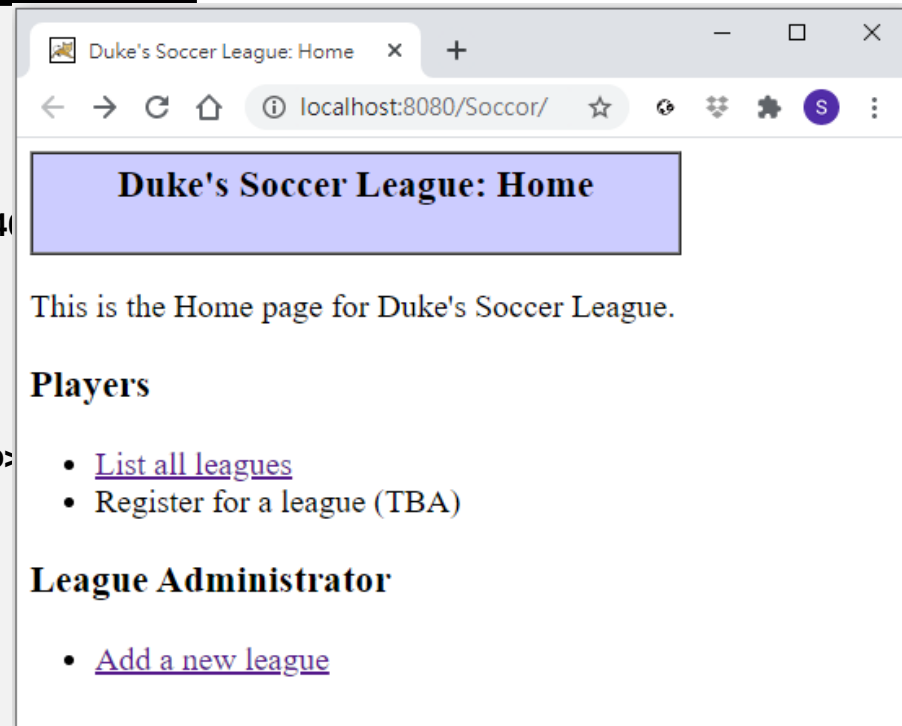 Duke's Soccer League: Home
localhost:8080/Soccor/
S
Duke's Soccer League: Home
This is the Home page for Duke's Soccer League.
Players
List all leagues
Register for a league (TBA)
League Administrator
Add a new league